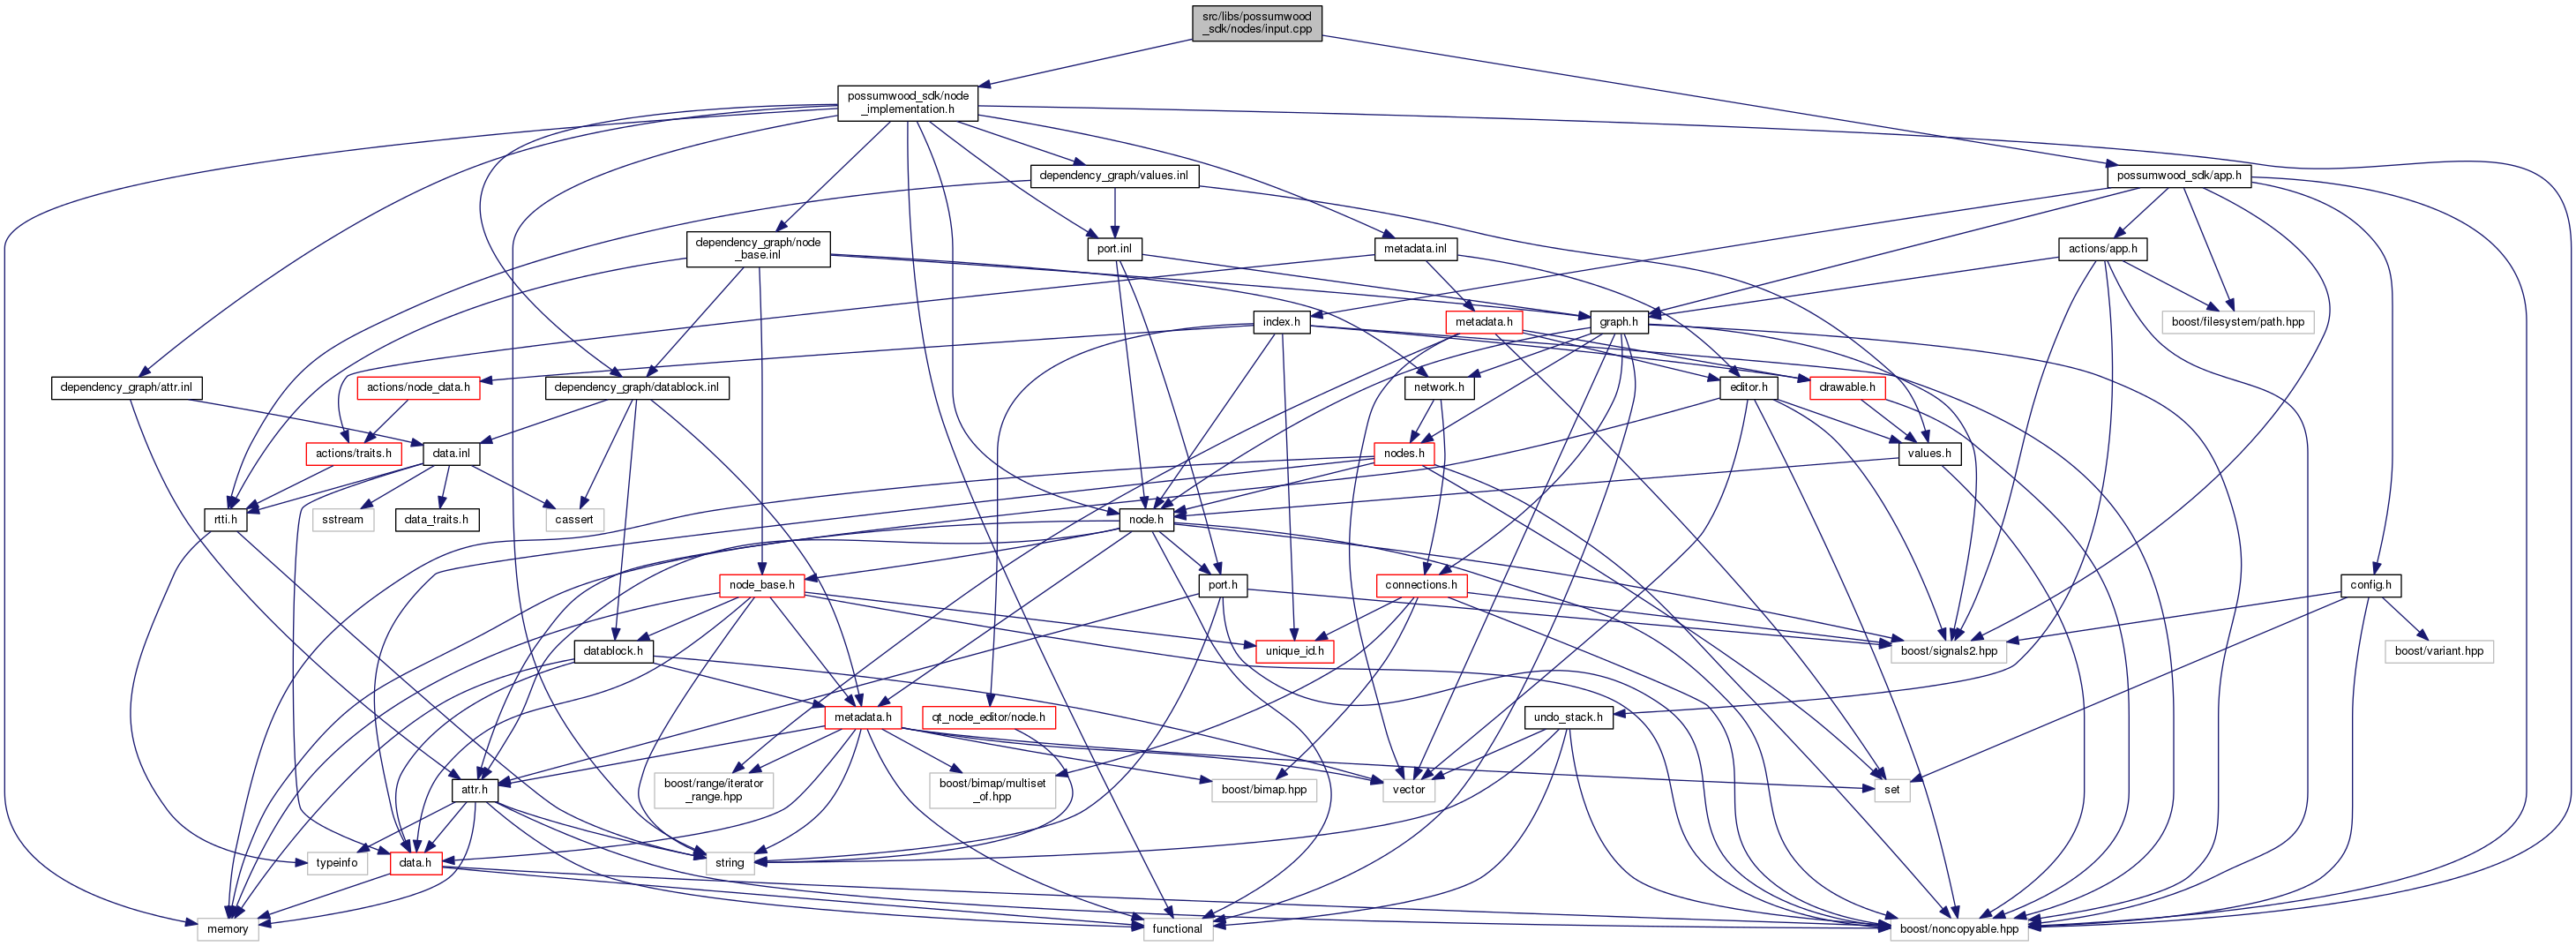 src/libs/possumwood
_sdk/nodes/input.cpp
possumwood_sdk/node
_implementation.h
dependency_graph/values.inl
possumwood_sdk/app.h
dependency_graph/node
_base.inl
port.inl
metadata.inl
actions/app.h
index.h
metadata.h
graph.h
boost/filesystem/path.hpp
dependency_graph/attr.inl
actions/node_data.h
dependency_graph/datablock.inl
network.h
editor.h
drawable.h
actions/traits.h
data.inl
nodes.h
values.h
rtti.h
sstream
data_traits.h
cassert
node.h
node_base.h
port.h
connections.h
config.h
datablock.h
unique_id.h
boost/signals2.hpp
boost/variant.hpp
metadata.h
qt_node_editor/node.h
undo_stack.h
boost/range/iterator
_range.hpp
boost/bimap/multiset
_of.hpp
boost/bimap.hpp
vector
set
attr.h
typeinfo
data.h
string
memory
functional
boost/noncopyable.hpp